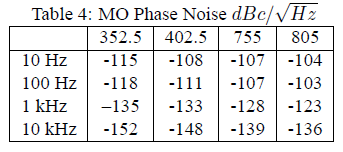 Table 4: MO Phase Noise dBc/√Hz
352.5 402.5 755 805
10 Hz -115 -108 -107 -104
100 Hz -118 -111 -107 -103
1 kHz −135 -133 -128 -123
10 kHz -152 -148 -139 -136